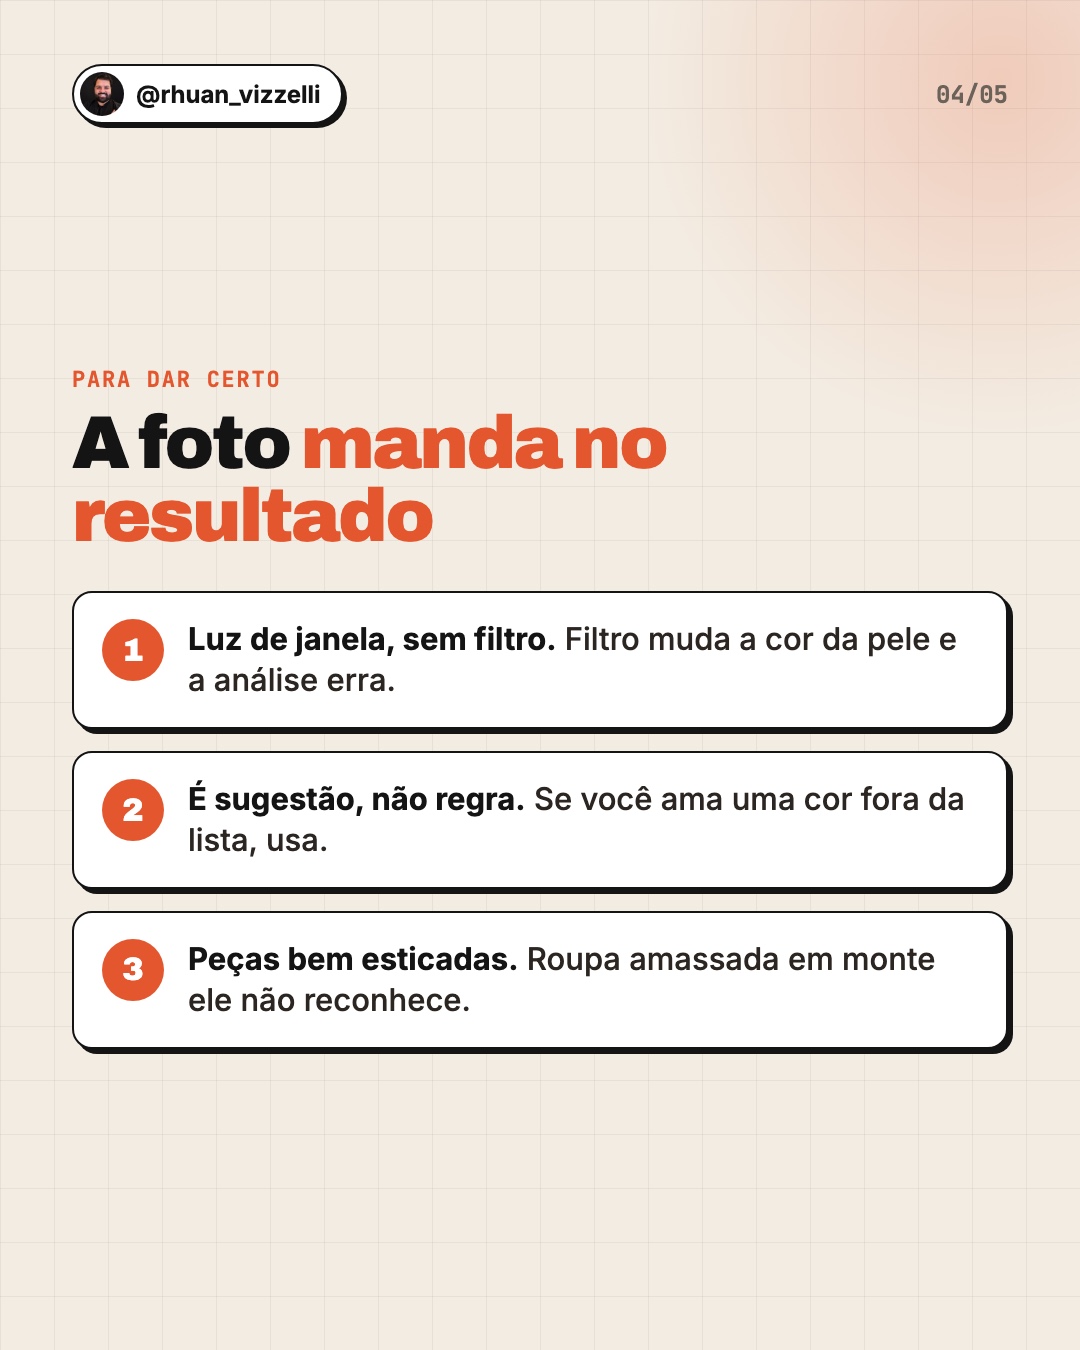 @rhuan_vizzelli
04/05
PARA DAR CERTO
A foto manda no
resultado
1
Luz de janela, sem filtro. Filtro muda a cor da pele e
a análise erra.
2
É sugestão, não regra. Se você ama uma cor fora da
lista, usa.
3
Peças bem esticadas. Roupa amassada em monte
ele não reconhece.